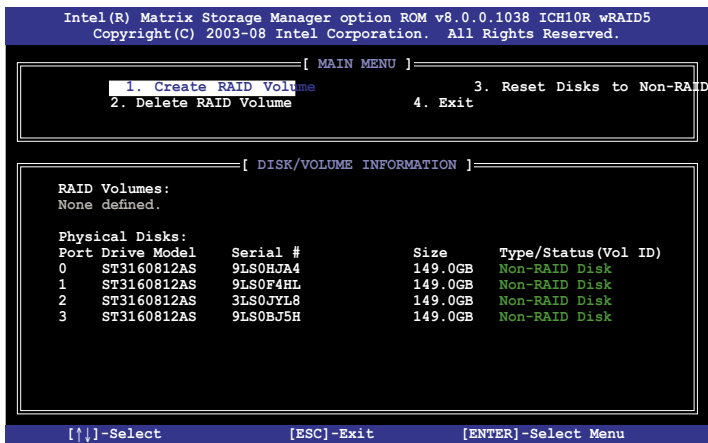 Intel(R) Matrix Storage Manager option ROM v8.0.0.1038 ICH10R wRAID5
Copyright(C) 2003-08 Intel Corporation. All Rights Reserved.
[ MAIN MENU ]
1. Create RAID Volume 3. Reset Disks to Non-RAID
2. Delete RAID Volume 4. Exit
[ DISK/VOLUME INFORMATION ]
RAID Volumes:
None defined.
Physical Disks:
Port Drive Model Serial # Size Type/Status(Vol ID)
0 ST3160812AS 9LS0HJA4 149.0GB Non-RAID Disk
1 ST3160812AS 9LS0F4HL 149.0GB Non-RAID Disk
2 ST3160812AS 3LS0JYL8 149.0GB Non-RAID Disk
3 ST3160812AS 9LS0BJ5H 149.0GB Non-RAID Disk
[↑↓]-Select [ESC]-Exit [ENTER]-Select Menu